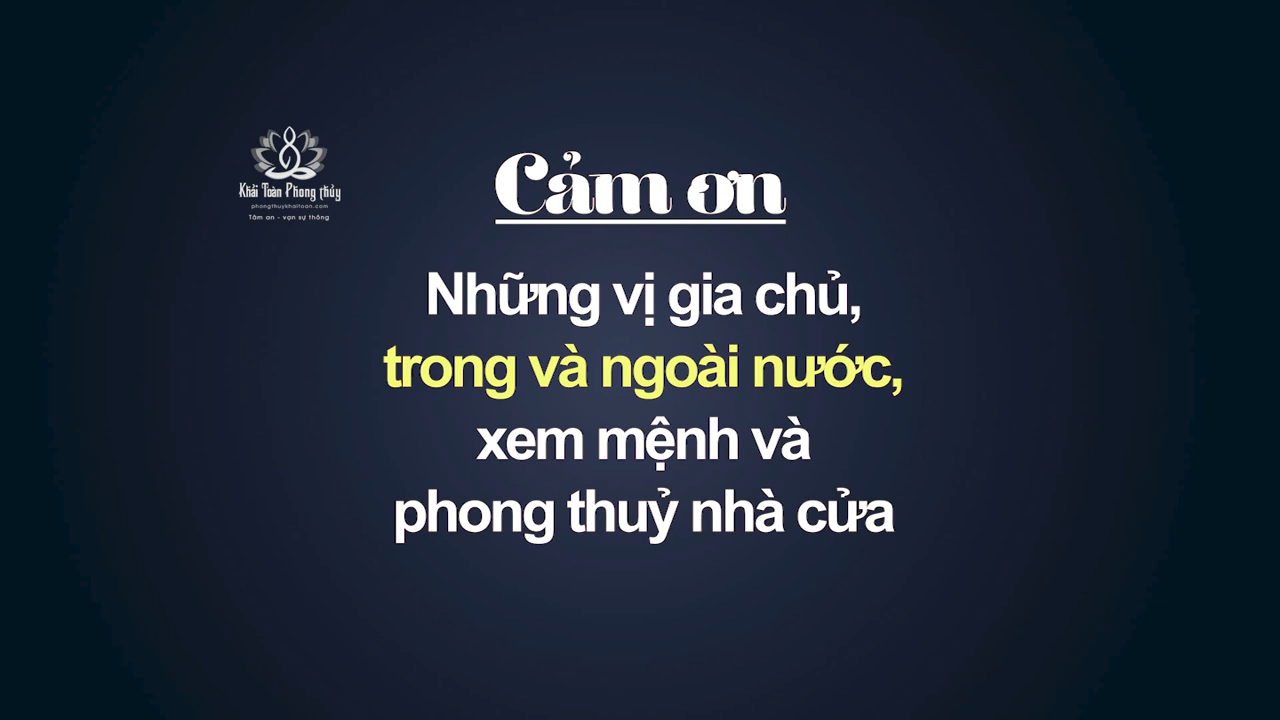 Khải Toàn Phong thủy
phongthuykhaitoan.com
Tâm an - vạn sự thông
Cảm ơn
Những vị gia chủ,
trong và ngoài nước,
xem mệnh và
phong thuỷ nhà cửa